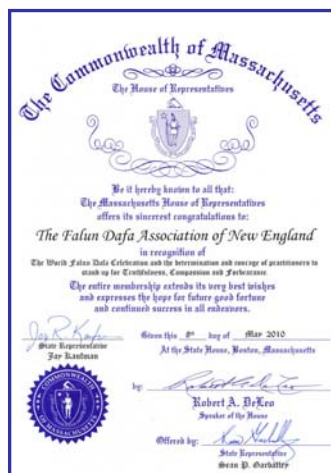 The Commonwealth of Massachusetts
The House of Representatives
Be it hereby known to all that:
The Massachusetts House of Representatives
offers its sincerest congratulations to:
The Falun Dafa Association of New England
in recognition of
The World Falun Dafa Celebration and the determination and courage of practitioners to
stand up for Truthfulness, Compassion and Forbearance
The entire membership extends its very best wishes
and expresses the hope for future good fortune
and continued success in all endeavors.
Given this 8th day of May 2010
At the State House, Boston, Massachusetts
State Representative
Jay Kaufman
by:
Robert A. DeLeo
Speaker of the House
Offered by:
State Representative
Sean P. Garballey
COMMONWEALTH
OF MASSACHUSETTS